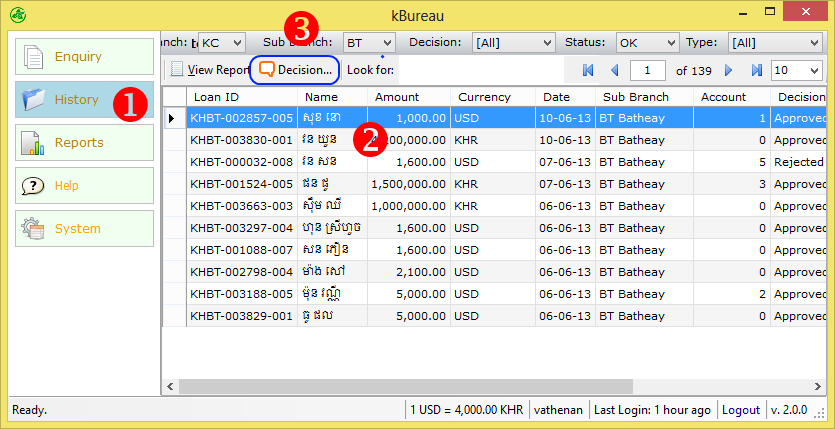 kBureau
3
nch: KC Sub Branch: BT Decision: [All] Status: OK Type: [All]
View Report Decision... Look for: 1 of 139 10
Enquiry
History
1
Reports
Help
System
Loan ID Name Amount Currency Date Sub Branch Account Decision
KHBT-002857-005 សុខ នោ 1,000.00 USD 10-06-13 BT Batheay 1 Approved
KHBT-003830-001 វ៉ន យូន 2 200,000.00 KHR 10-06-13 BT Batheay 0 Approved
KHBT-000032-008 វ៉ន សន 1,600.00 USD 07-06-13 BT Batheay 5 Rejected
KHBT-001524-005 ផន ផូ 1,500,000.00 KHR 07-06-13 BT Batheay 3 Approved
KHBT-003663-003 ស៊ឹម ឈី 1,000,000.00 KHR 06-06-13 BT Batheay 0 Approved
KHBT-003297-004 ហុន ស្រីហូច 1,600.00 USD 06-06-13 BT Batheay 0 Approved
KHBT-001088-007 សន ភឿន 1,600.00 USD 06-06-13 BT Batheay 0 Approved
KHBT-002798-004 ម៉ាង សៅ 2,100.00 USD 06-06-13 BT Batheay 0 Approved
KHBT-003188-005 ម៉ុន វណ្ណី 5,000.00 USD 06-06-13 BT Batheay 2 Approved
KHBT-003829-001 ធូ ផល 5,000.00 USD 06-06-13 BT Batheay 0 Approved
Ready. 1 USD = 4,000.00 KHR vathenan Last Login: 1 hour ago Logout v. 2.0.0